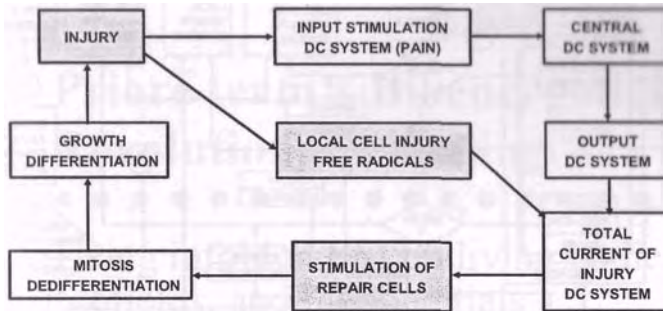 INJURY
INPUT STIMULATION
DC SYSTEM (PAIN)
CENTRAL
DC SYSTEM
GROWTH
DIFFERENTIATION
LOCAL CELL INJURY
FREE RADICALS
OUTPUT
DC SYSTEM
MITOSIS
DEDIFFERENTIATION
STIMULATION OF
REPAIR CELLS
TOTAL
CURRENT OF
INJURY
DC SYSTEM